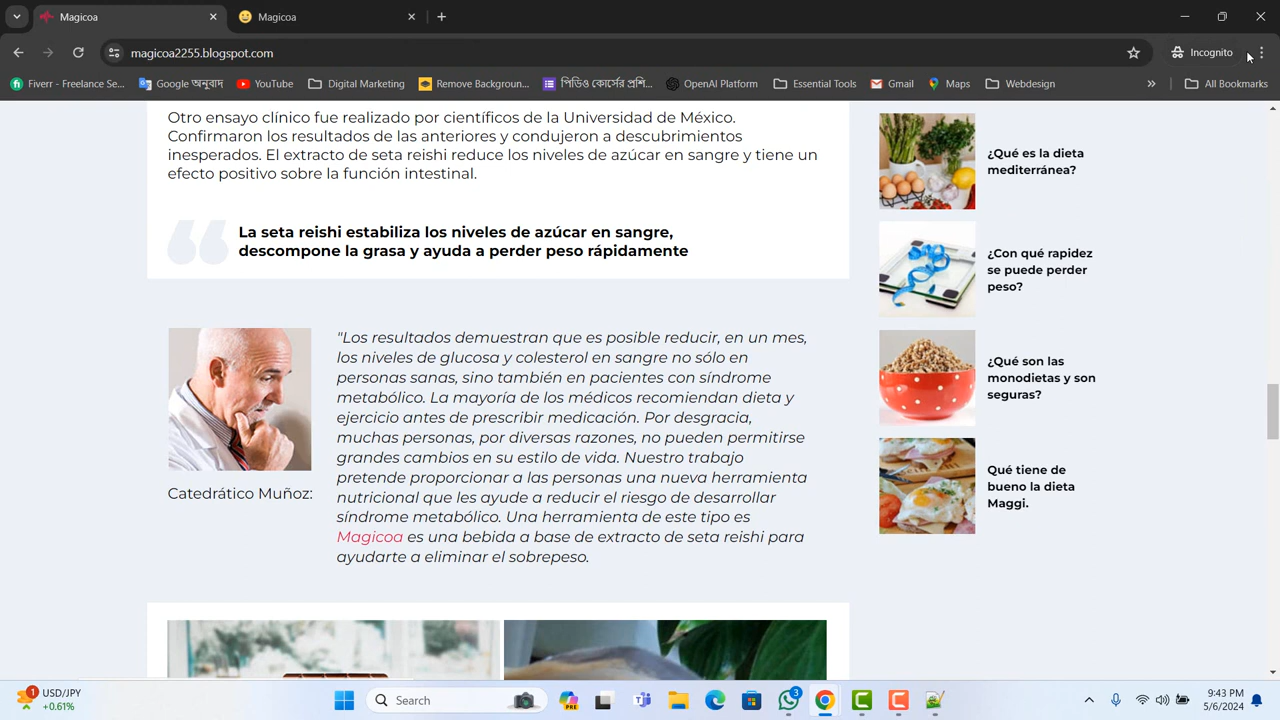 Magicoa
Magicoa
magicoa2255.blogspot.com
Incognito
Fiverr - Freelance Se...
Google অনুবাদ
YouTube
Digital Marketing
Remove Backgroun...
পিডিও কোর্সের প্রশি...
OpenAI Platform
Essential Tools
Gmail
Maps
Webdesign
All Bookmarks
Otro ensayo clínico fue realizado por científicos de la Universidad de México.
Confirmaron los resultados de las anteriores y condujeron a descubrimientos
inesperados. El extracto de seta reishi reduce los niveles de azúcar en sangre y tiene un
efecto positivo sobre la función intestinal.
La seta reishi estabiliza los niveles de azúcar en sangre,
descompone la grasa y ayuda a perder peso rápidamente
Catedrático Muñoz:
"Los resultados demuestran que es posible reducir, en un mes,
los niveles de glucosa y colesterol en sangre no sólo en
personas sanas, sino también en pacientes con síndrome
metabólico. La mayoría de los médicos recomiendan dieta y
ejercicio antes de prescribir medicación. Por desgracia,
muchas personas, por diversas razones, no pueden permitirse
grandes cambios en su estilo de vida. Nuestro trabajo
pretende proporcionar a las personas una nueva herramienta
nutricional que les ayude a reducir el riesgo de desarrollar
síndrome metabólico. Una herramienta de este tipo es
Magicoa es una bebida a base de extracto de seta reishi para
ayudarte a eliminar el sobrepeso.
¿Qué es la dieta
mediterránea?
¿Con qué rapidez
se puede perder
peso?
¿Qué son las
monodietas y son
seguras?
Qué tiene de
bueno la dieta
Maggi.
1
USD/JPY
+0.61%
Search
PRE
3
9:43 PM
5/6/2024